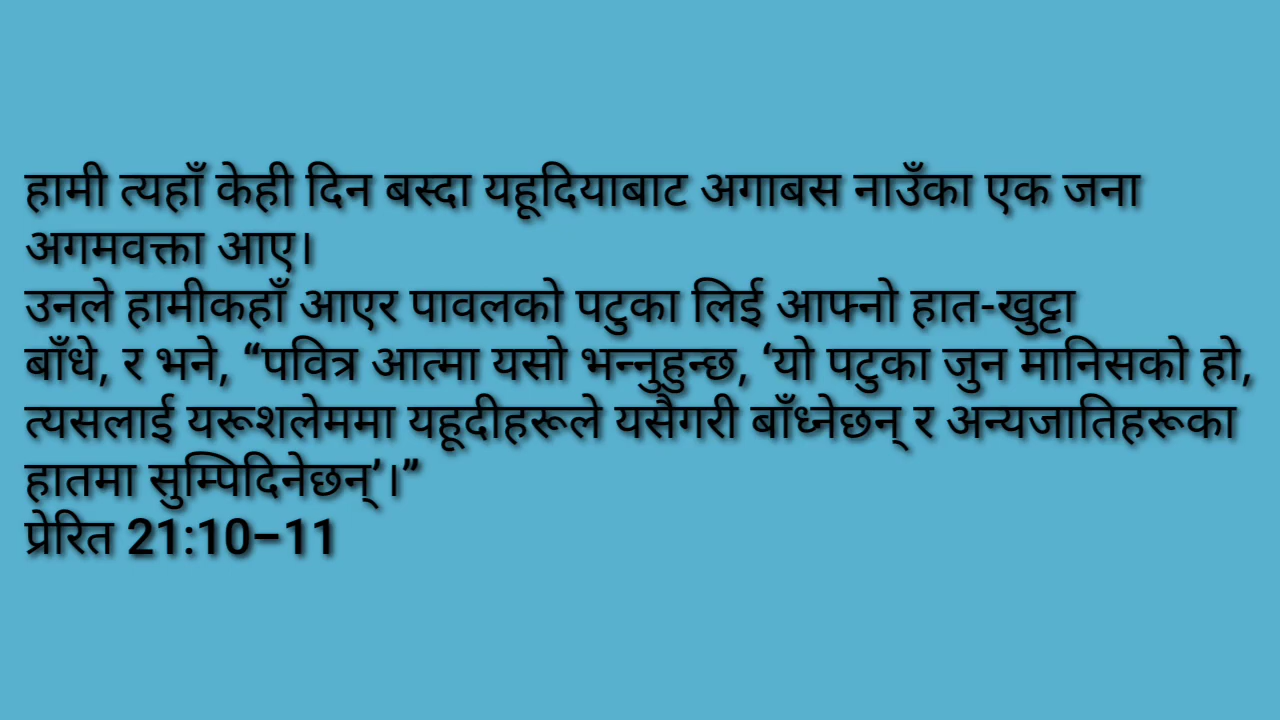 हामी त्यहाँ केही दिन बस्दा यहूदियाबाट अगाबस नाउँका एक जना
अगमवक्ता आए।
उनले हामीकहाँ आएर पावलको पटुका लिई आफ्नो हात-खुट्टा
बाँधे, र भने, “पवित्र आत्मा यसो भन्नुहुन्छ, ‘यो पटुका जुन मानिसको हो,
त्यसलाई यरूशलेममा यहूदीहरूले यसैगरी बाँध्नेछन् र अन्यजातिहरूका
हातमा सुम्पिदिनेछन्’।”
प्रेरित 21:10–11